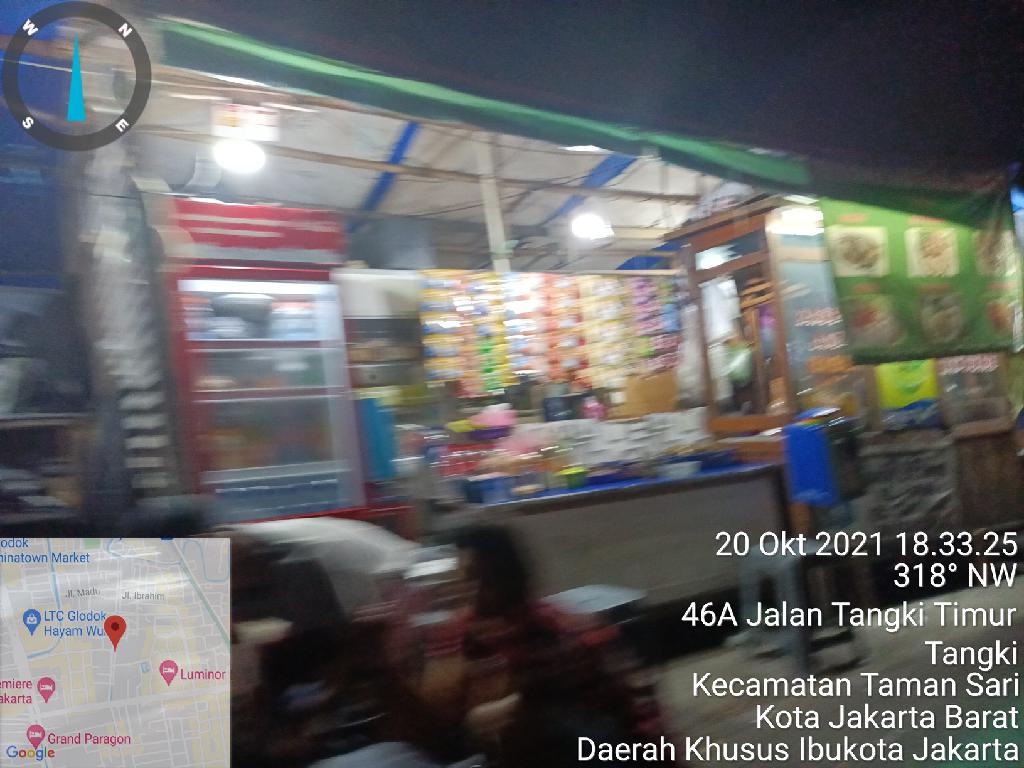 N
E
S
W
20 Okt 2021 18.33.25
318° NW
46A Jalan Tangki Timur
Tangki
Kecamatan Taman Sari
Kota Jakarta Barat
Daerah Khusus Ibukota Jakarta
odok
hinatown Market
Jl. Madu
Jl. Ibrahim
LTC Glodok
Hayam Wu
Luminor
emiere
akarta
Grand Paragon
Google